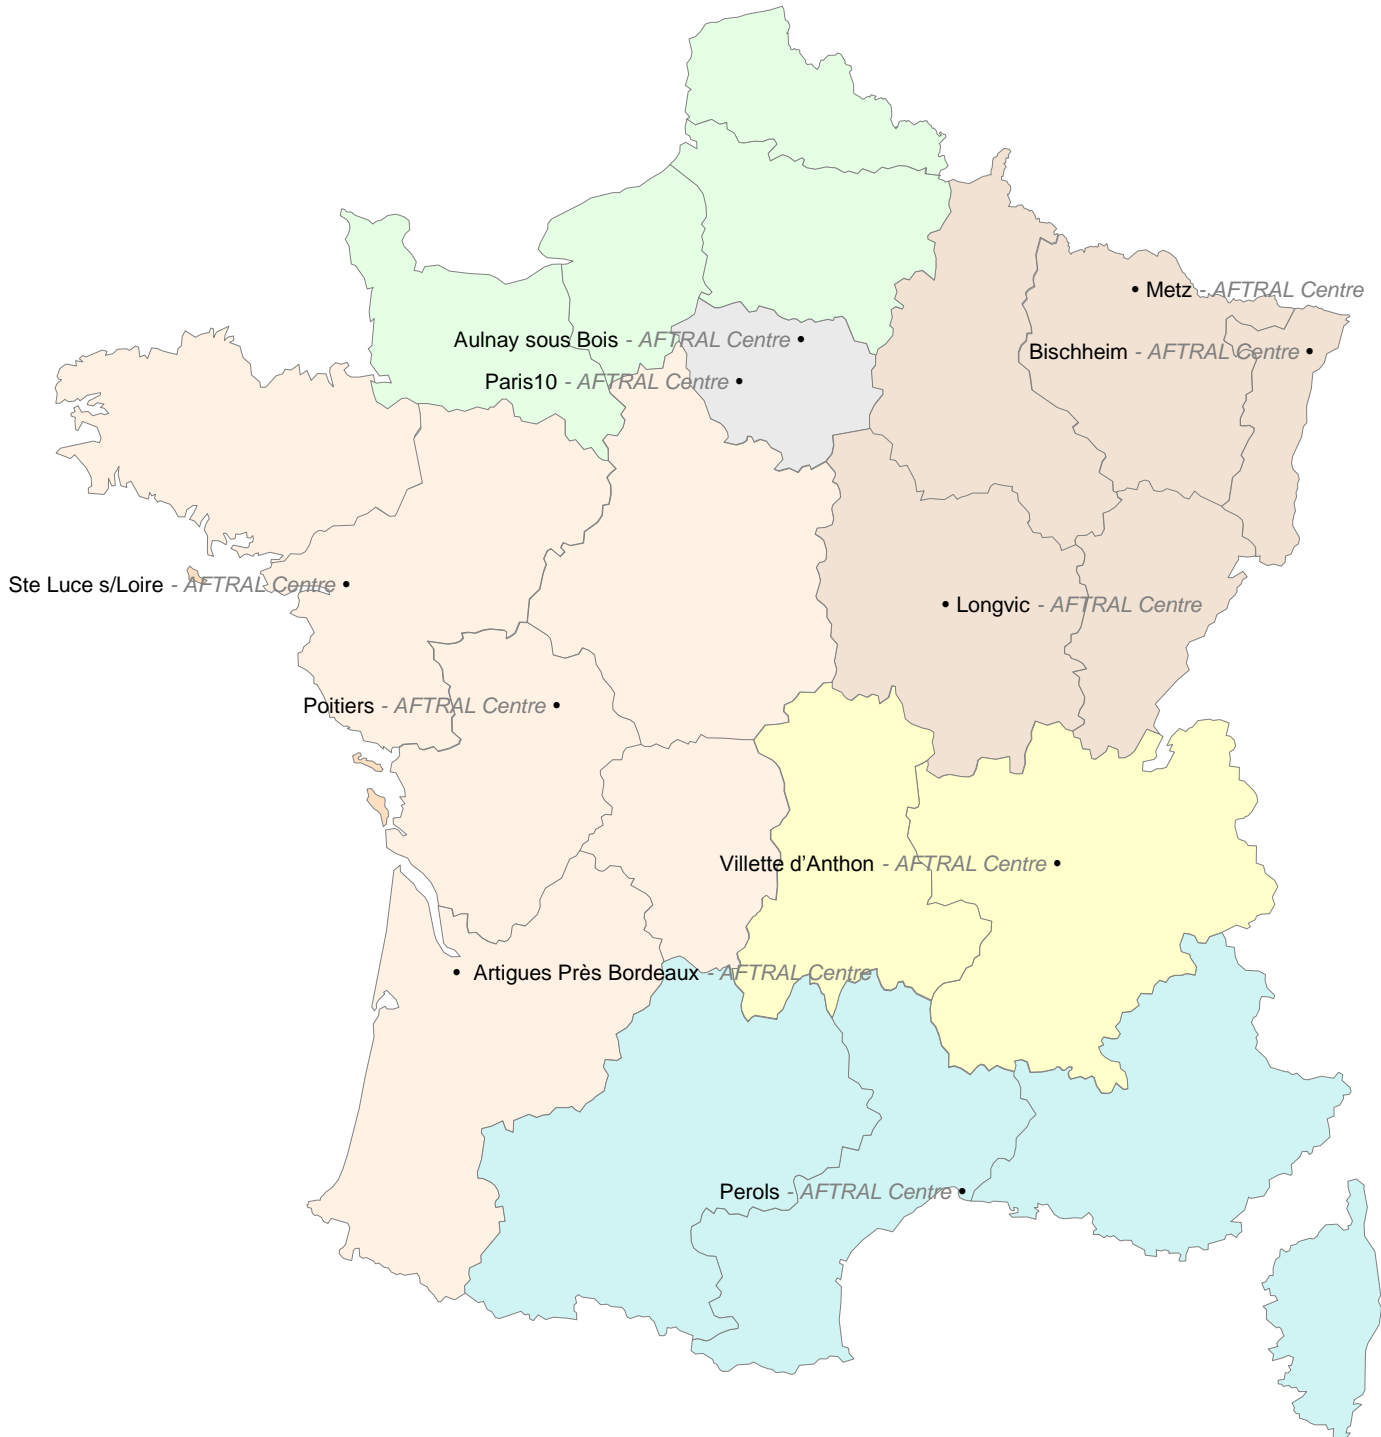 • Metz - AFTRAL Centre
Aulnay sous Bois - AFTRAL Centre •
Bischheim - AFTRAL Centre •
Paris10 - AFTRAL Centre •
Ste Luce s/Loire - AFTRAL Centre •
• Longvic - AFTRAL Centre
Poitiers - AFTRAL Centre •
Villette d'Anthon - AFTRAL Centre •
• Artigues Près Bordeaux - AFTRAL Centre
Perols - AFTRAL Centre •